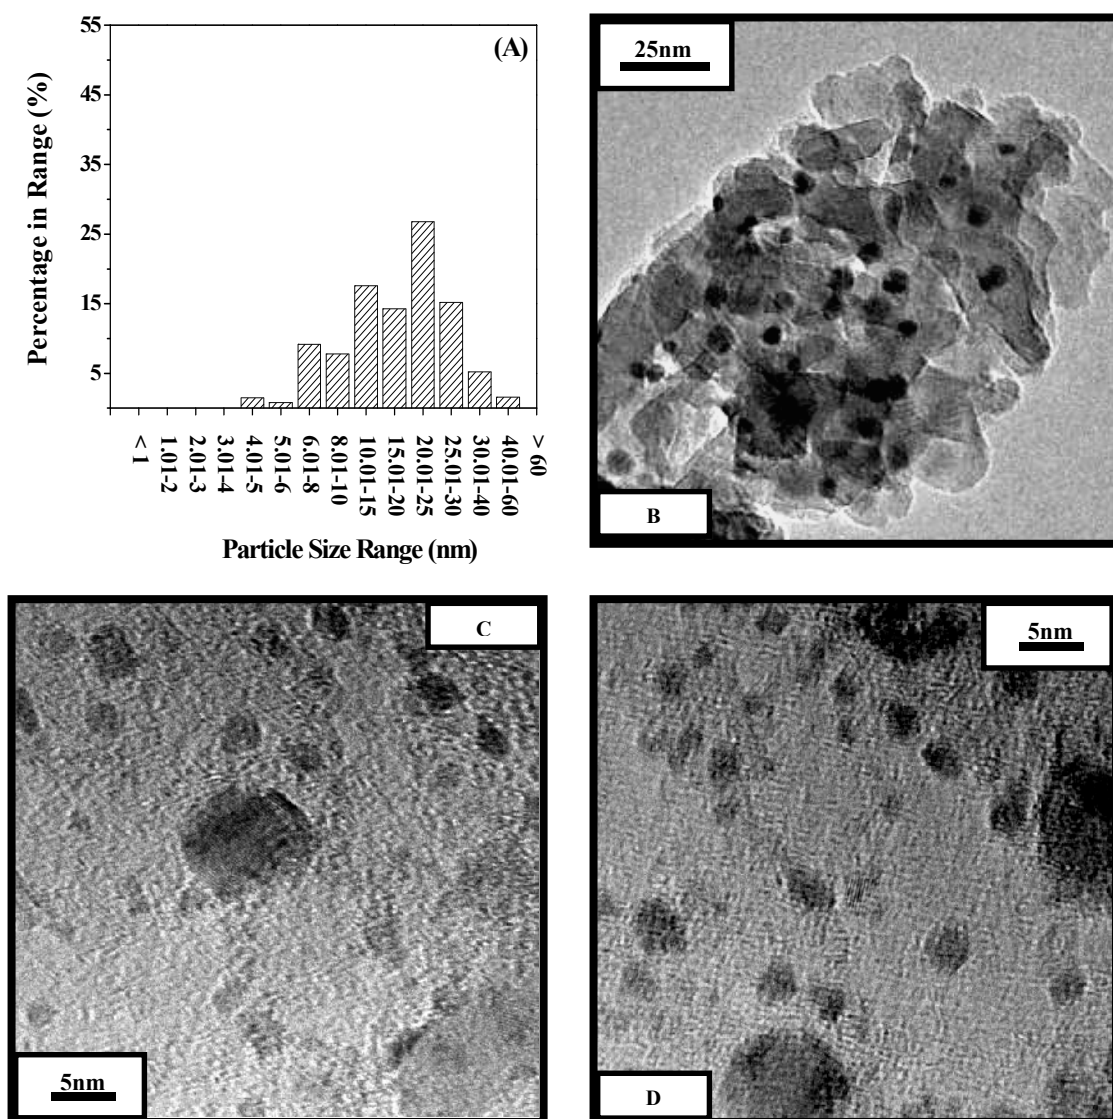 (A)
Percentage in Range (%)
55
45
35
25
15
5
< 1
1.01-2
2.01-3
3.01-4
4.01-5
5.01-6
6.01-8
8.01-10
10.01-15
15.01-20
20.01-25
25.01-30
30.01-40
40.01-60
> 60
Particle Size Range (nm)
25nm
B
C
5nm
5nm
D